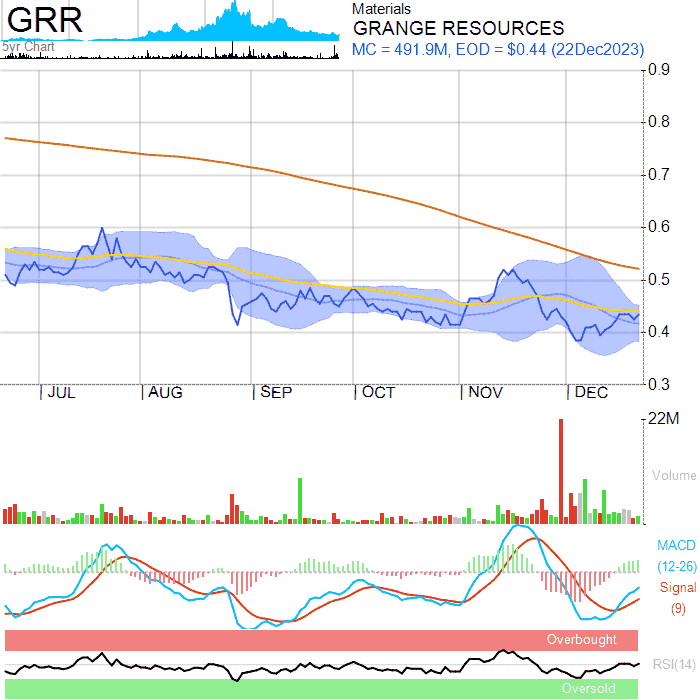 GRR
5yr Chart
Materials
GRANGE RESOURCES
MC = 491.9M, EOD = $0.44 (22Dec2023)
0.9
0.8
0.7
0.6
0.5
0.4
0.3
JUL AUG SEP OCT NOV DEC
22M
Volume
MACD
(12-26)
Signal
(9)
Overbought
RSI(14)
Oversold